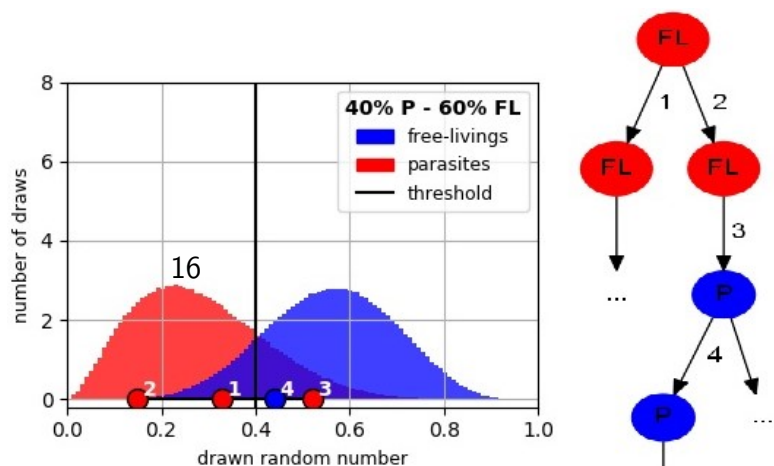 8
6
4
2
0
0.0 0.2 0.4 0.6 0.8 1.0
number of draws
drawn random number
40% P - 60% FL
free-livings
parasites
threshold
16
2 1 4 3
FL
1 2
FL FL
3
...
P
4
P
...